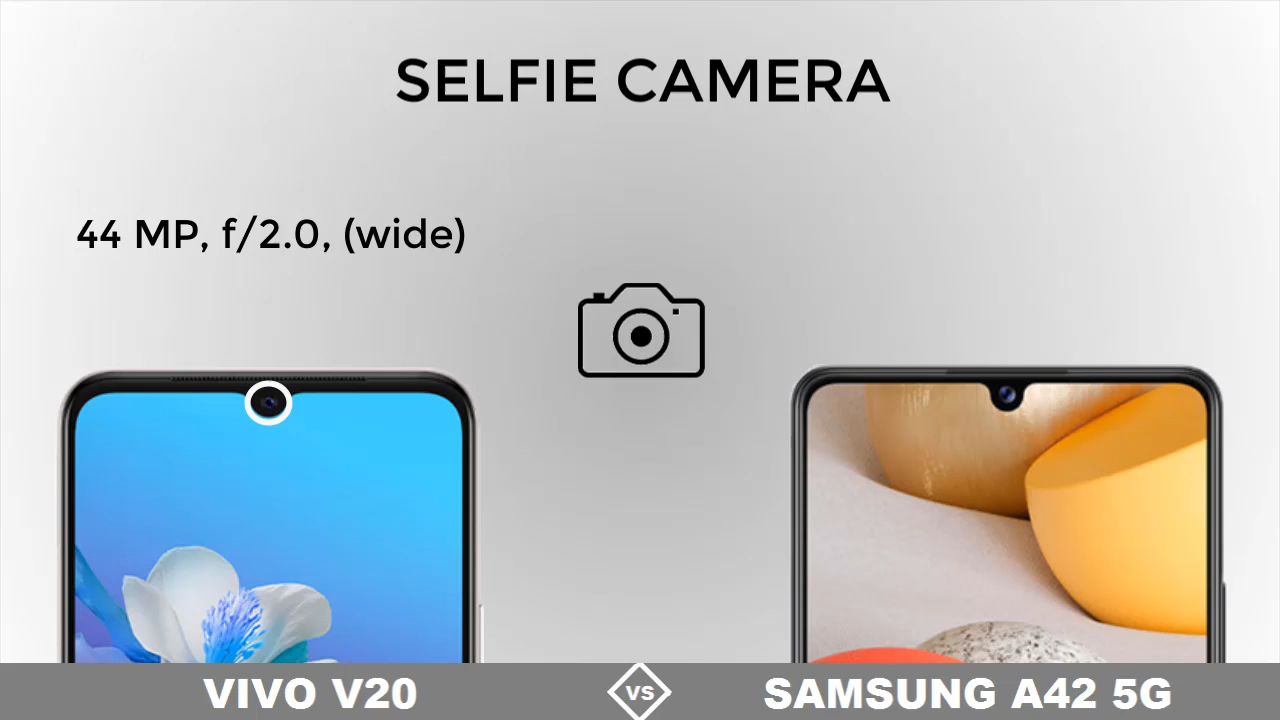 SELFIE CAMERA
44 MP, f/2.0, (wide)
VIVO V20
VS
SAMSUNG A42 5G